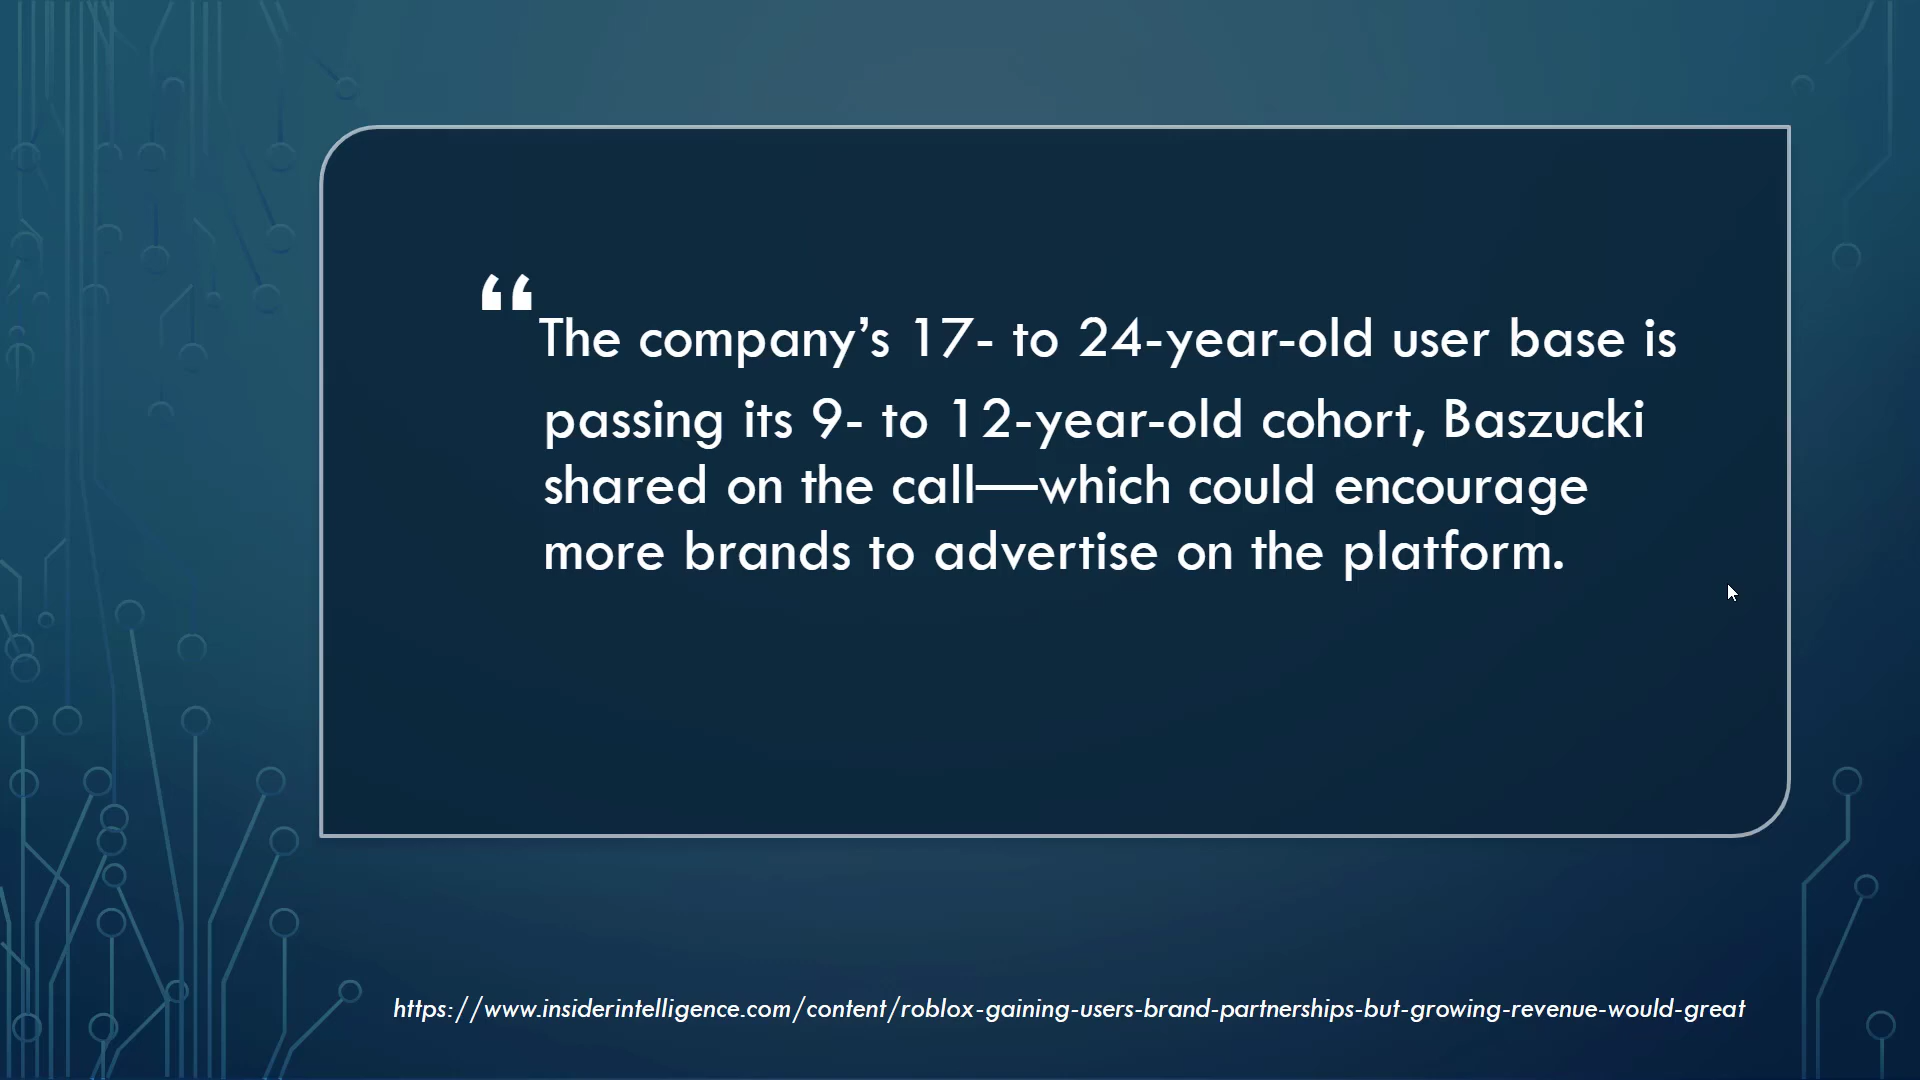 “The company’s 17- to 24-year-old user base is
passing its 9- to 12-year-old cohort, Baszucki
shared on the call—which could encourage
more brands to advertise on the platform.
https://www.insiderintelligence.com/content/roblox-gaining-users-brand-partnerships-but-growing-revenue-would-great